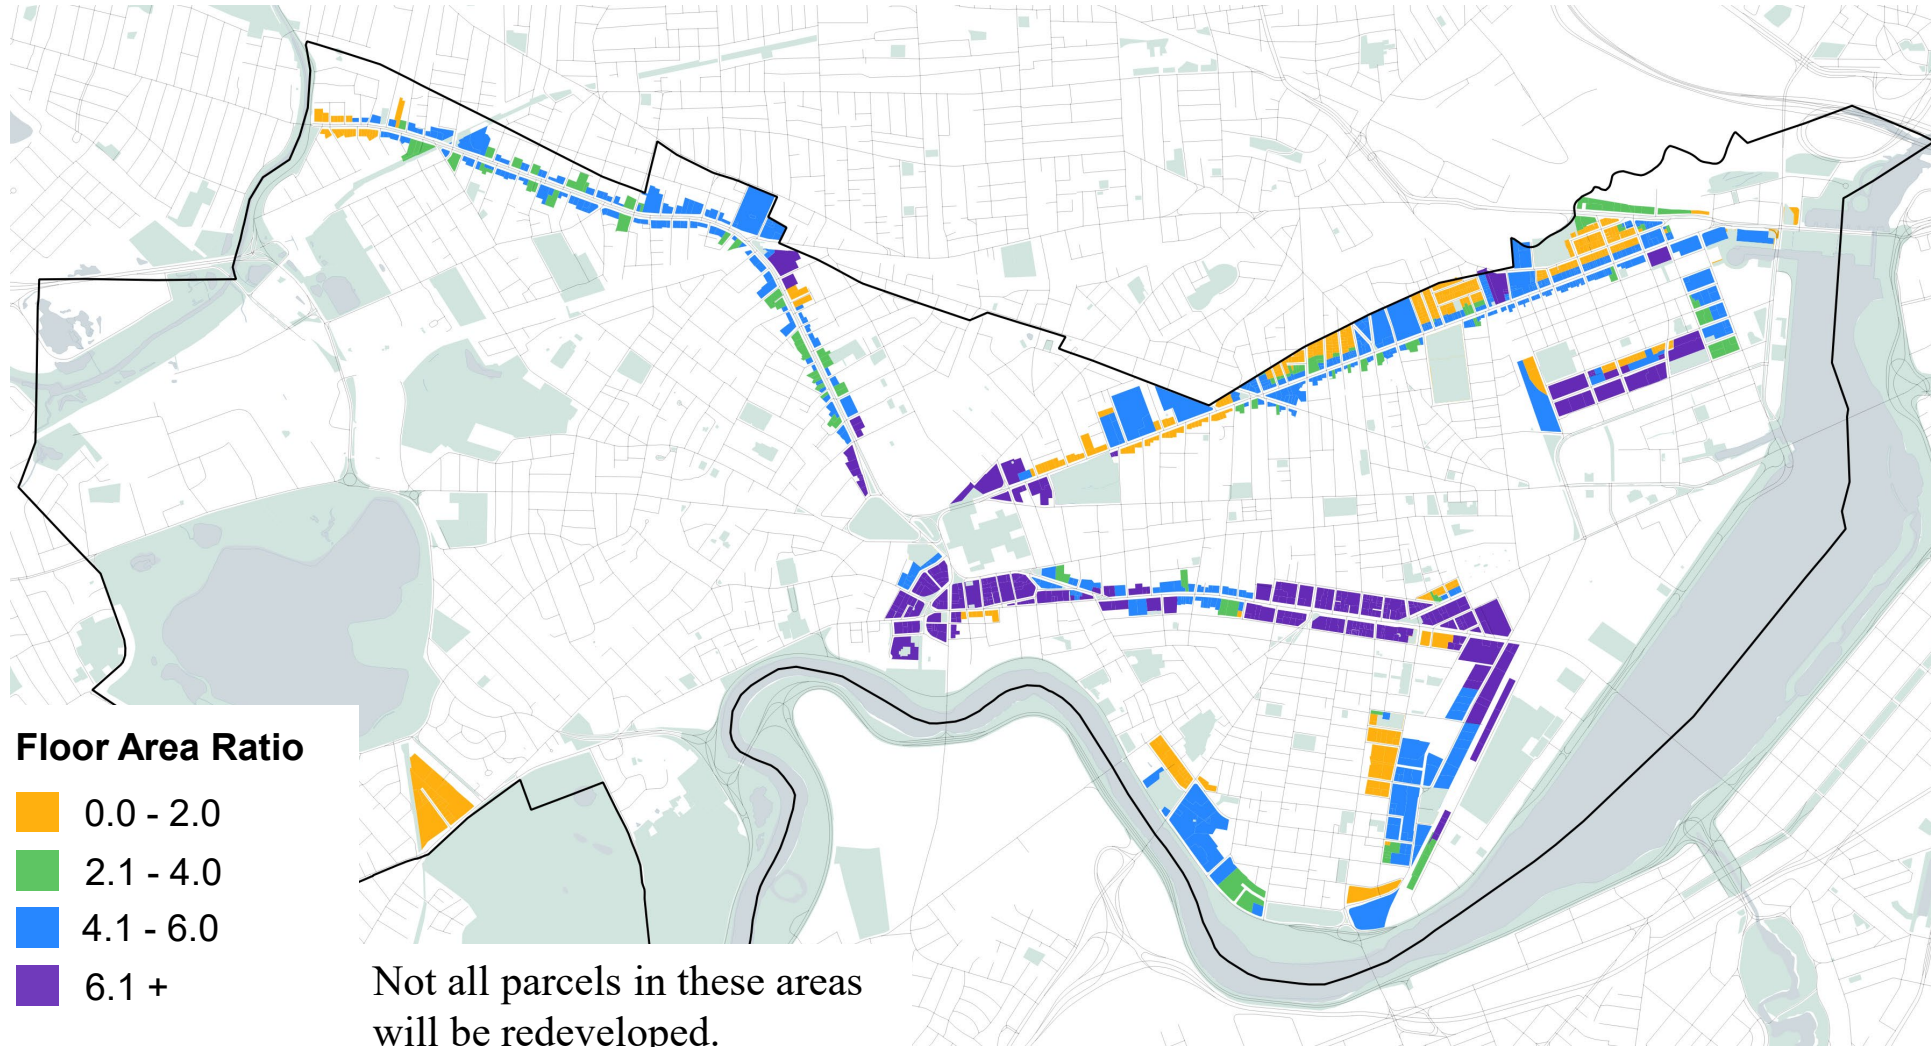 Floor Area Ratio
0.0 - 2.0
2.1 - 4.0
4.1 - 6.0
6.1 +
Not all parcels in these areas
will be redeveloped.